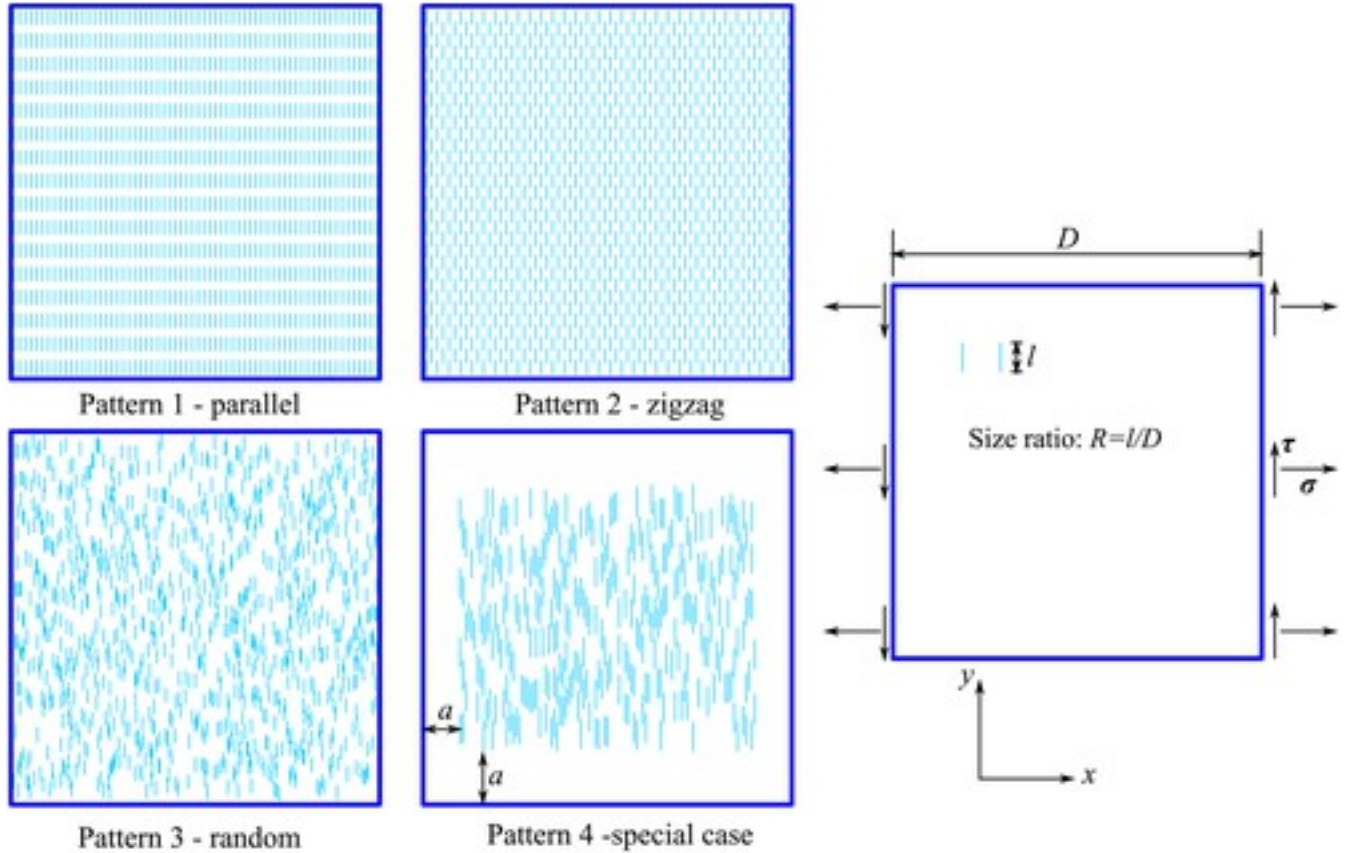 Pattern 1 - parallel
Pattern 2 - zigzag
a
a
Pattern 3 - random
Pattern 4 -special case
D
l
Size ratio: R=l/D
τ
σ
y
x